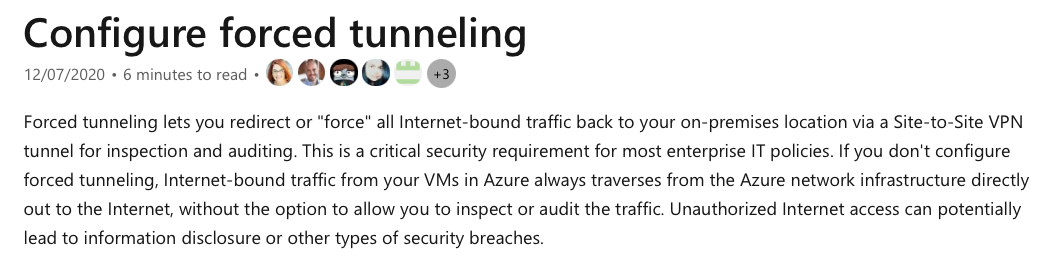 Configure forced tunneling
12/07/2020 • 6 minutes to read • +3
Forced tunneling lets you redirect or "force" all Internet-bound traffic back to your on-premises location via a Site-to-Site VPN
tunnel for inspection and auditing. This is a critical security requirement for most enterprise IT policies. If you don't configure
forced tunneling, Internet-bound traffic from your VMs in Azure always traverses from the Azure network infrastructure directly
out to the Internet, without the option to allow you to inspect or audit the traffic. Unauthorized Internet access can potentially
lead to information disclosure or other types of security breaches.